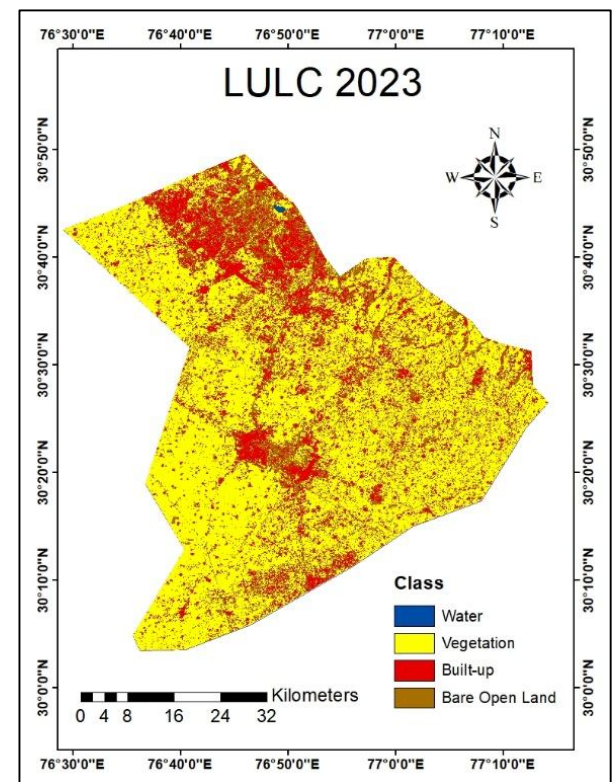 76°30'0"E 76°40'0"E 76°50'0"E 77°0'0"E 77°10'0"E
LULC 2023
N
W E
S
30°50'0"N 30°50'0"N
30°40'0"N 30°40'0"N
30°30'0"N 30°30'0"N
30°20'0"N 30°20'0"N
30°10'0"N 30°10'0"N
30°0'0"N 30°0'0"N
Class
Water
Vegetation
Built-up
Bare Open Land
Kilometers
0 4 8 16 24 32
76°30'0"E 76°40'0"E 76°50'0"E 77°0'0"E 77°10'0"E